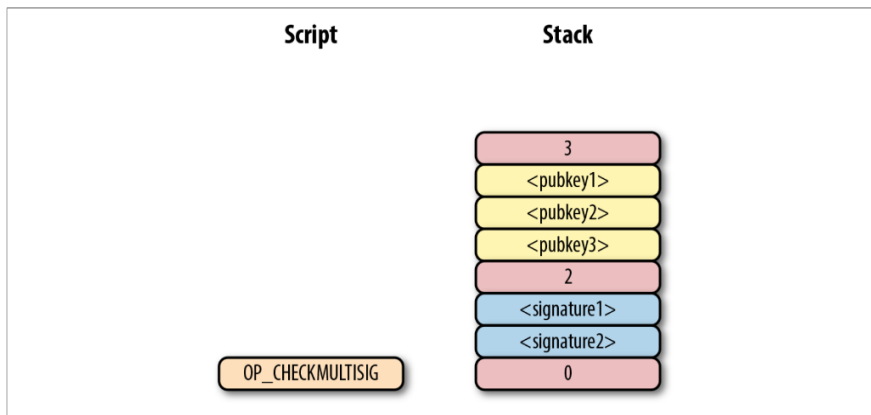 Script Stack
3
<pubkey1>
<pubkey2>
<pubkey3>
2
<signature1>
<signature2>
OP_CHECKMULTISIG 0